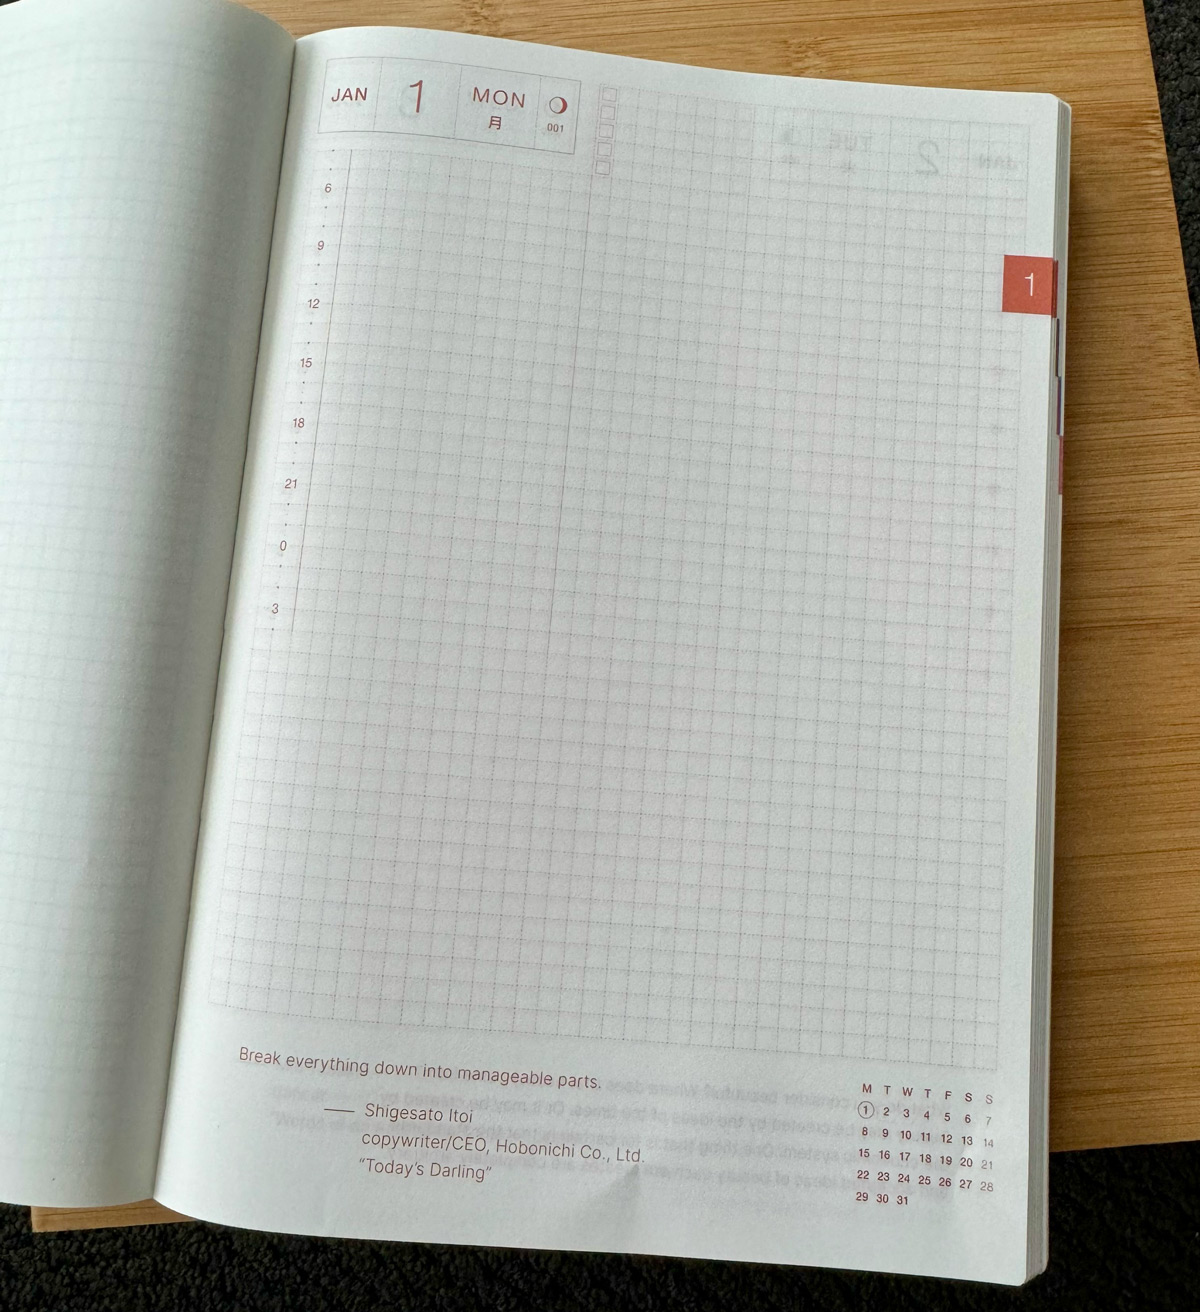 JAN 1 MON
月 001
6
9
12
15
18
21
0
3
1
Break everything down into manageable parts.
—— Shigesato Itoi
copywriter/CEO, Hobonichi Co., Ltd.
“Today’s Darling”
M T W T F S S
1 2 3 4 5 6 7
8 9 10 11 12 13 14
15 16 17 18 19 20 21
22 23 24 25 26 27 28
29 30 31